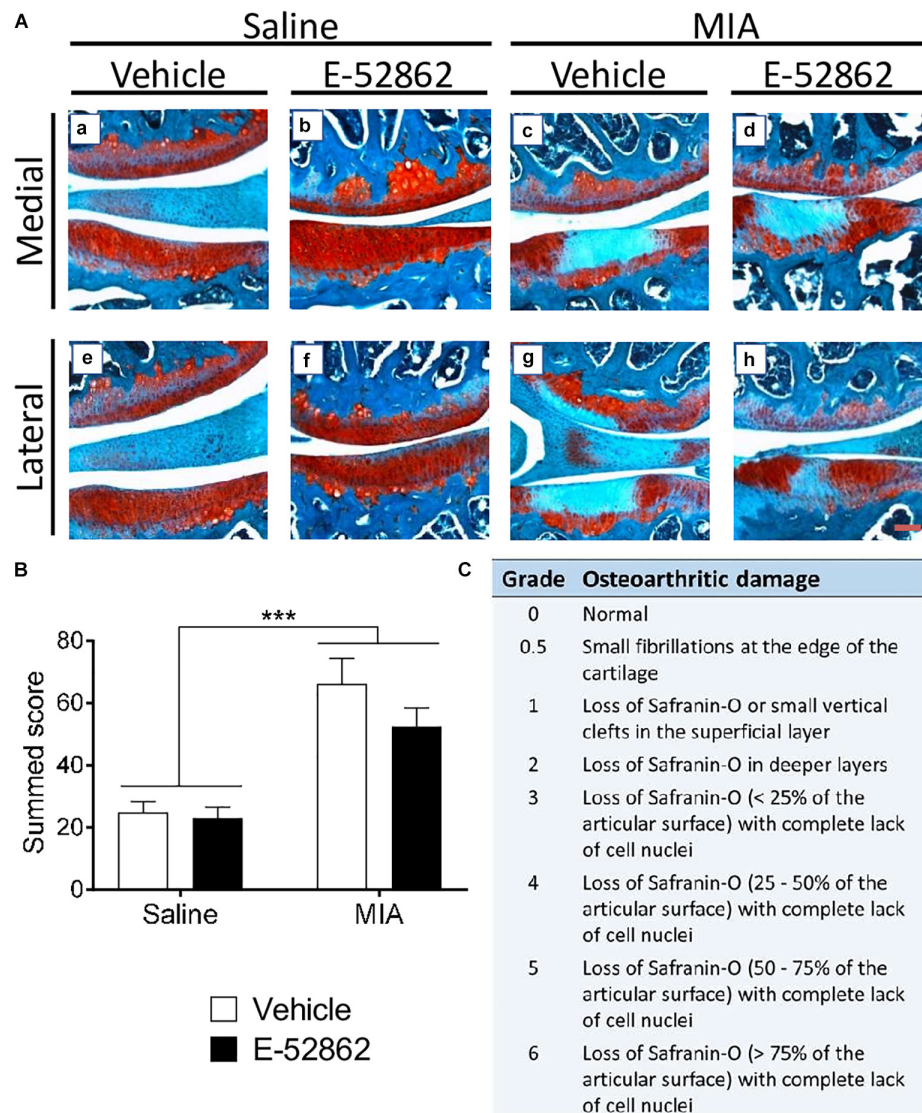 A
Saline MIA
Vehicle E-52862 Vehicle E-52862
Medial
a b c d
Lateral
e f g h
B
***
Summed score
80
60
40
20
0
Saline MIA
Vehicle
E-52862
C
Grade Osteoarthritic damage
0 Normal
0.5 Small fibrillations at the edge of the
cartilage
1 Loss of Safranin-O or small vertical
clefts in the superficial layer
2 Loss of Safranin-O in deeper layers
3 Loss of Safranin-O (< 25% of the
articular surface) with complete lack
of cell nuclei
4 Loss of Safranin-O (25 - 50% of the
articular surface) with complete lack
of cell nuclei
5 Loss of Safranin-O (50 - 75% of the
articular surface) with complete lack
of cell nuclei
6 Loss of Safranin-O (> 75% of the
articular surface) with complete lack
of cell nuclei